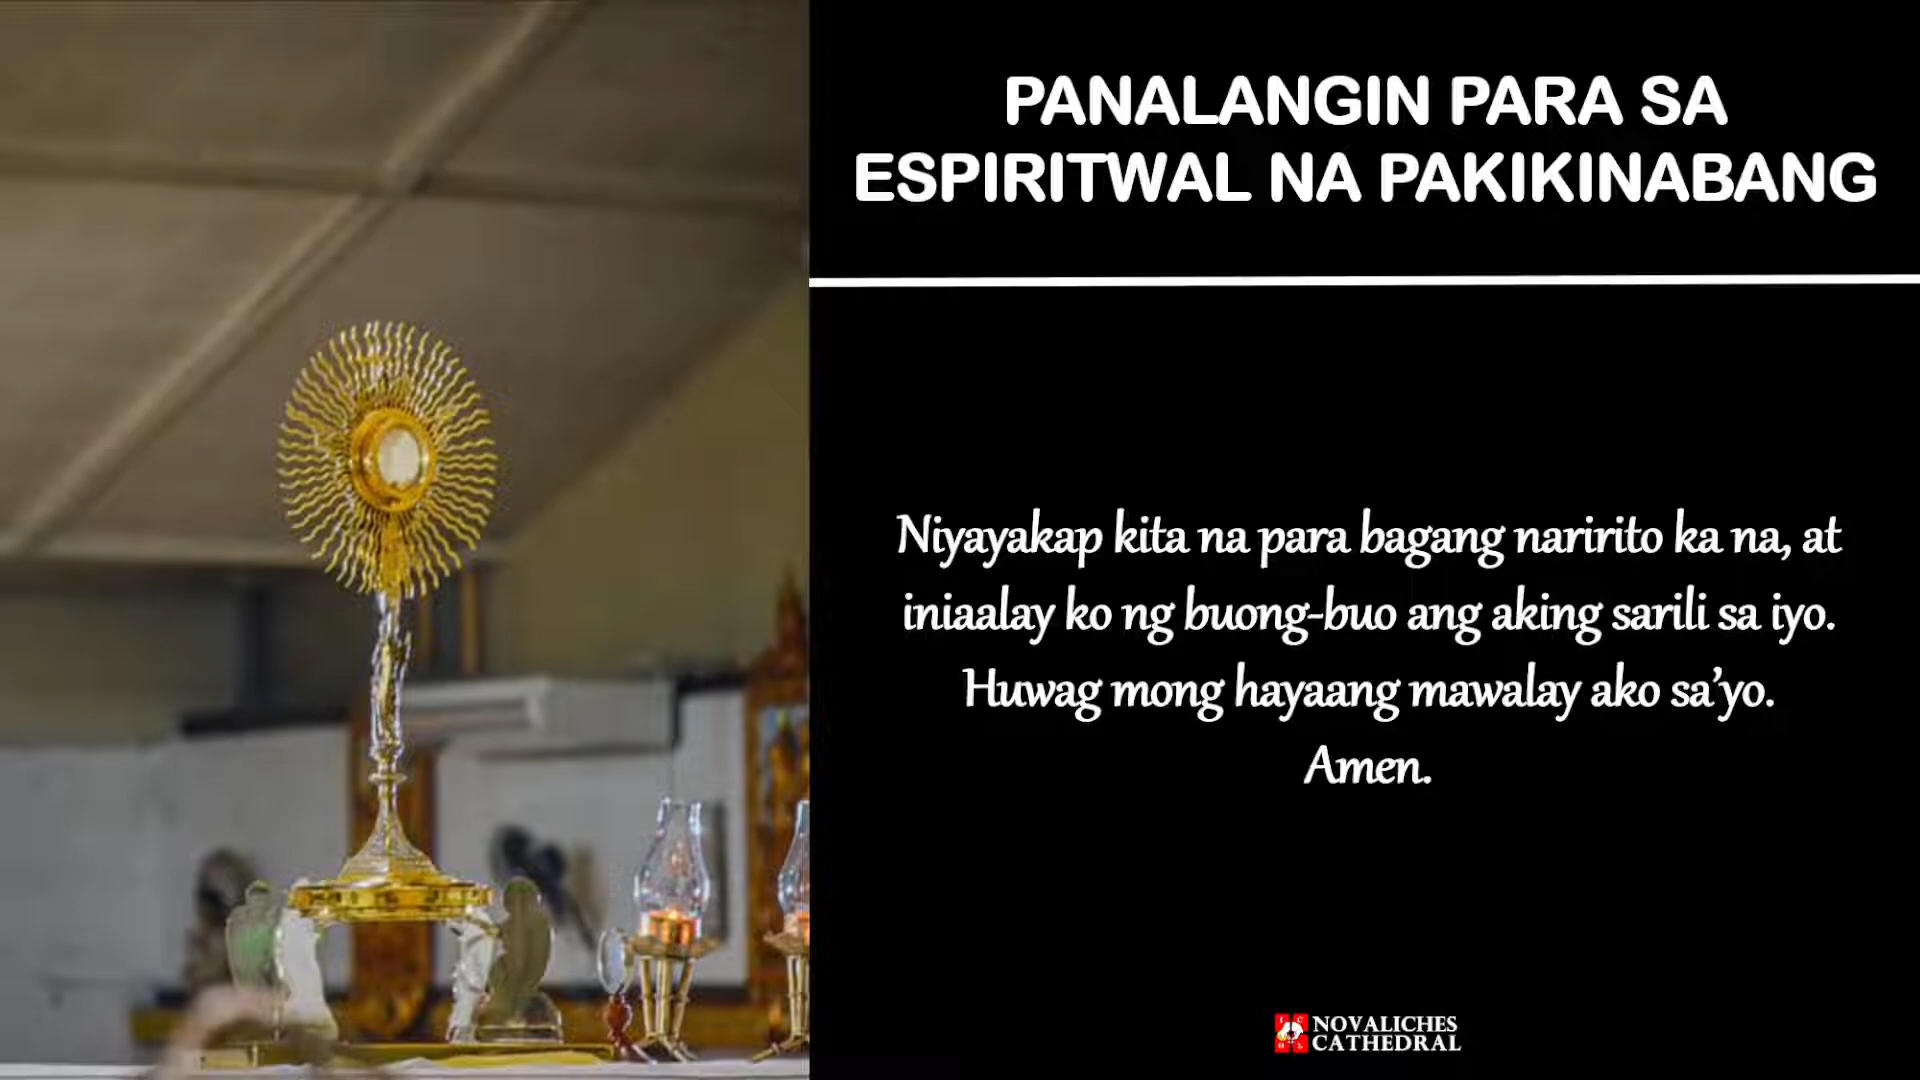 PANALANGIN PARA SA
ESPIRITWAL NA PAKIKINABANG
Niyayakap kita na para bagang naririto ka na, at
iniaalay ko ng buong-buo ang aking sarili sa iyo.
Huwag mong hayaang mawalay ako sa’yo.
Amen.
NOVALICHES
CATHEDRAL